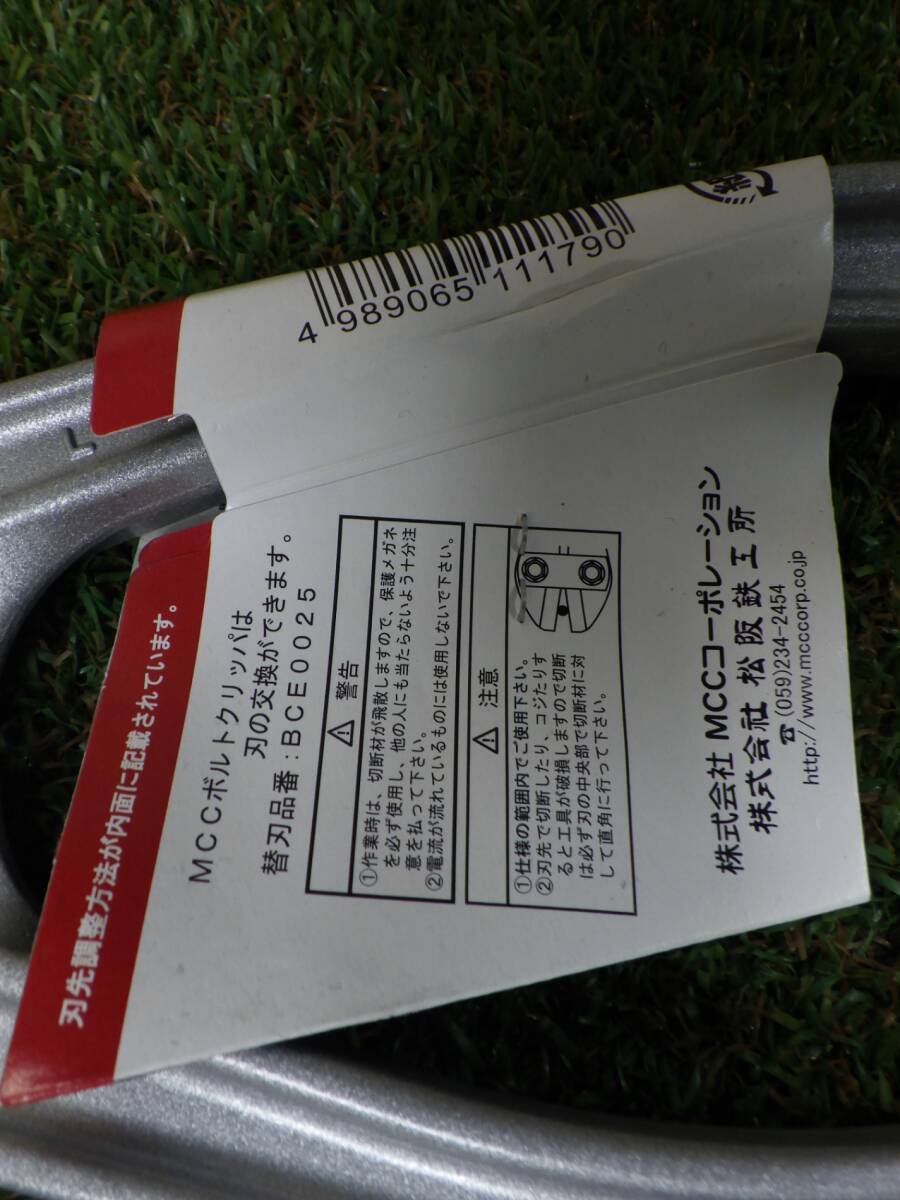 4 989065 111790
刃先調整方法が内面に記載されています。
MCCボルトクリッパは
刃の交換ができます。
替刃品番:BCE0025
⚠ 警告
①作業時は、切断材が飛散しますので、保護メガネ
を必ず使用し、他の人にも当たらないよう十分注
意を払って下さい。
②電流が流れているものには使用しないで下さい。
⚠ 注意
①仕様の範囲内でご使用下さい。
②刃先で切断したり、コジたりす
ると工具が破損しますので切断
は必ず刃の中央部で切断材に対
して直角に行って下さい。
株式会社 MCCコーポレーション
株式会社 松阪鉄工所
☎(059)234-2454
http://www.mcccorp.co.jp